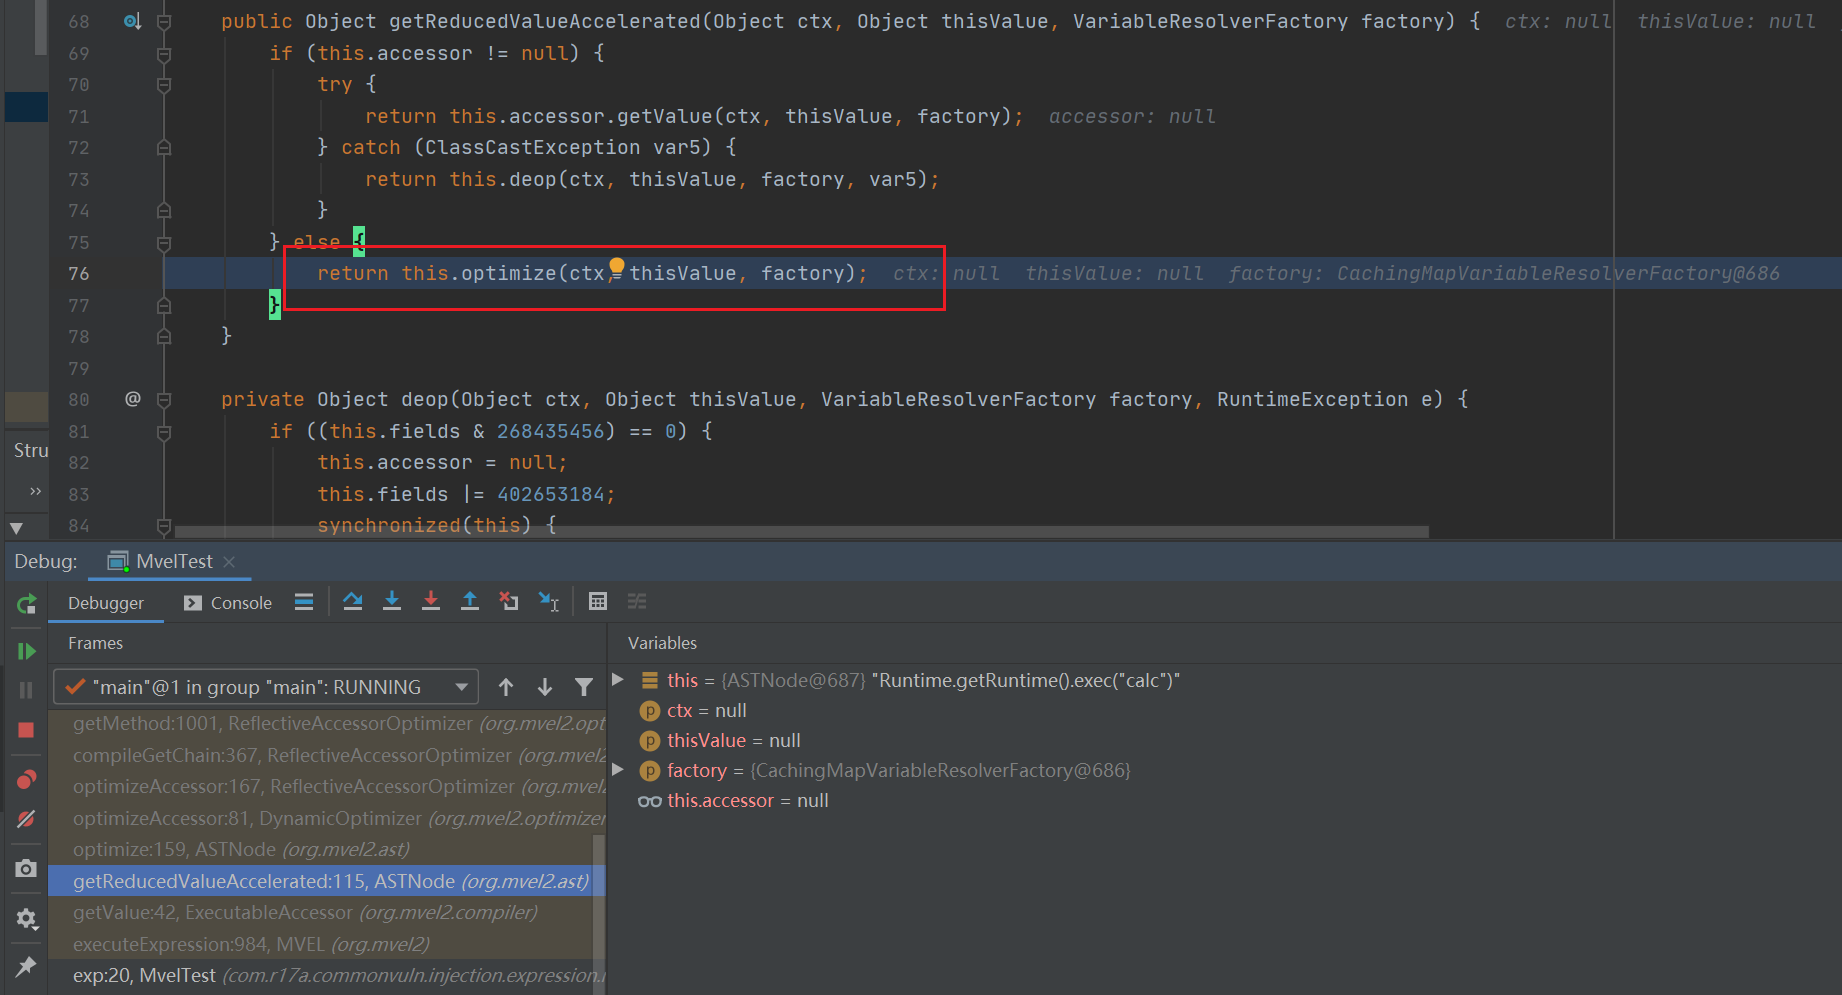 68 public Object getReducedValueAccelerated(Object ctx, Object thisValue, VariableResolverFactory factory) { ctx: null thisValue: null
69 if (this.accessor != null) {
70 try {
71 return this.accessor.getValue(ctx, thisValue, factory); accessor: null
72 } catch (ClassCastException var5) {
73 return this.deop(ctx, thisValue, factory, var5);
74 }
75 } else {
76 return this.optimize(ctx, thisValue, factory); ctx: null thisValue: null factory: CachingMapVariableResolverFactory@686
77 }
78 }
79
80 @ private Object deop(Object ctx, Object thisValue, VariableResolverFactory factory, RuntimeException e) {
81 if ((this.fields & 268435456) == 0) {
82 this.accessor = null;
83 this.fields |= 402653184;
84 synchronized(this) {
Stru
»
Debug: MvelTest
Debugger Console
Frames
"main"@1 in group "main": RUNNING
getMethod:1001, ReflectiveAccessorOptimizer (org.mvel2.opt
compileGetChain:367, ReflectiveAccessorOptimizer (org.mvel2
optimizeAccessor:167, ReflectiveAccessorOptimizer (org.mvel
optimizeAccessor:81, DynamicOptimizer (org.mvel2.optimizer
optimize:159, ASTNode (org.mvel2.ast)
getReducedValueAccelerated:115, ASTNode (org.mvel2.ast)
getValue:42, ExecutableAccessor (org.mvel2.compiler)
executeExpression:984, MVEL (org.mvel2)
exp:20, MvelTest (com.r17a.commonvuln.injection.expression.
Variables
this = {ASTNode@687} "Runtime.getRuntime().exec("calc")"
p ctx = null
p thisValue = null
p factory = {CachingMapVariableResolverFactory@686}
this.accessor = null